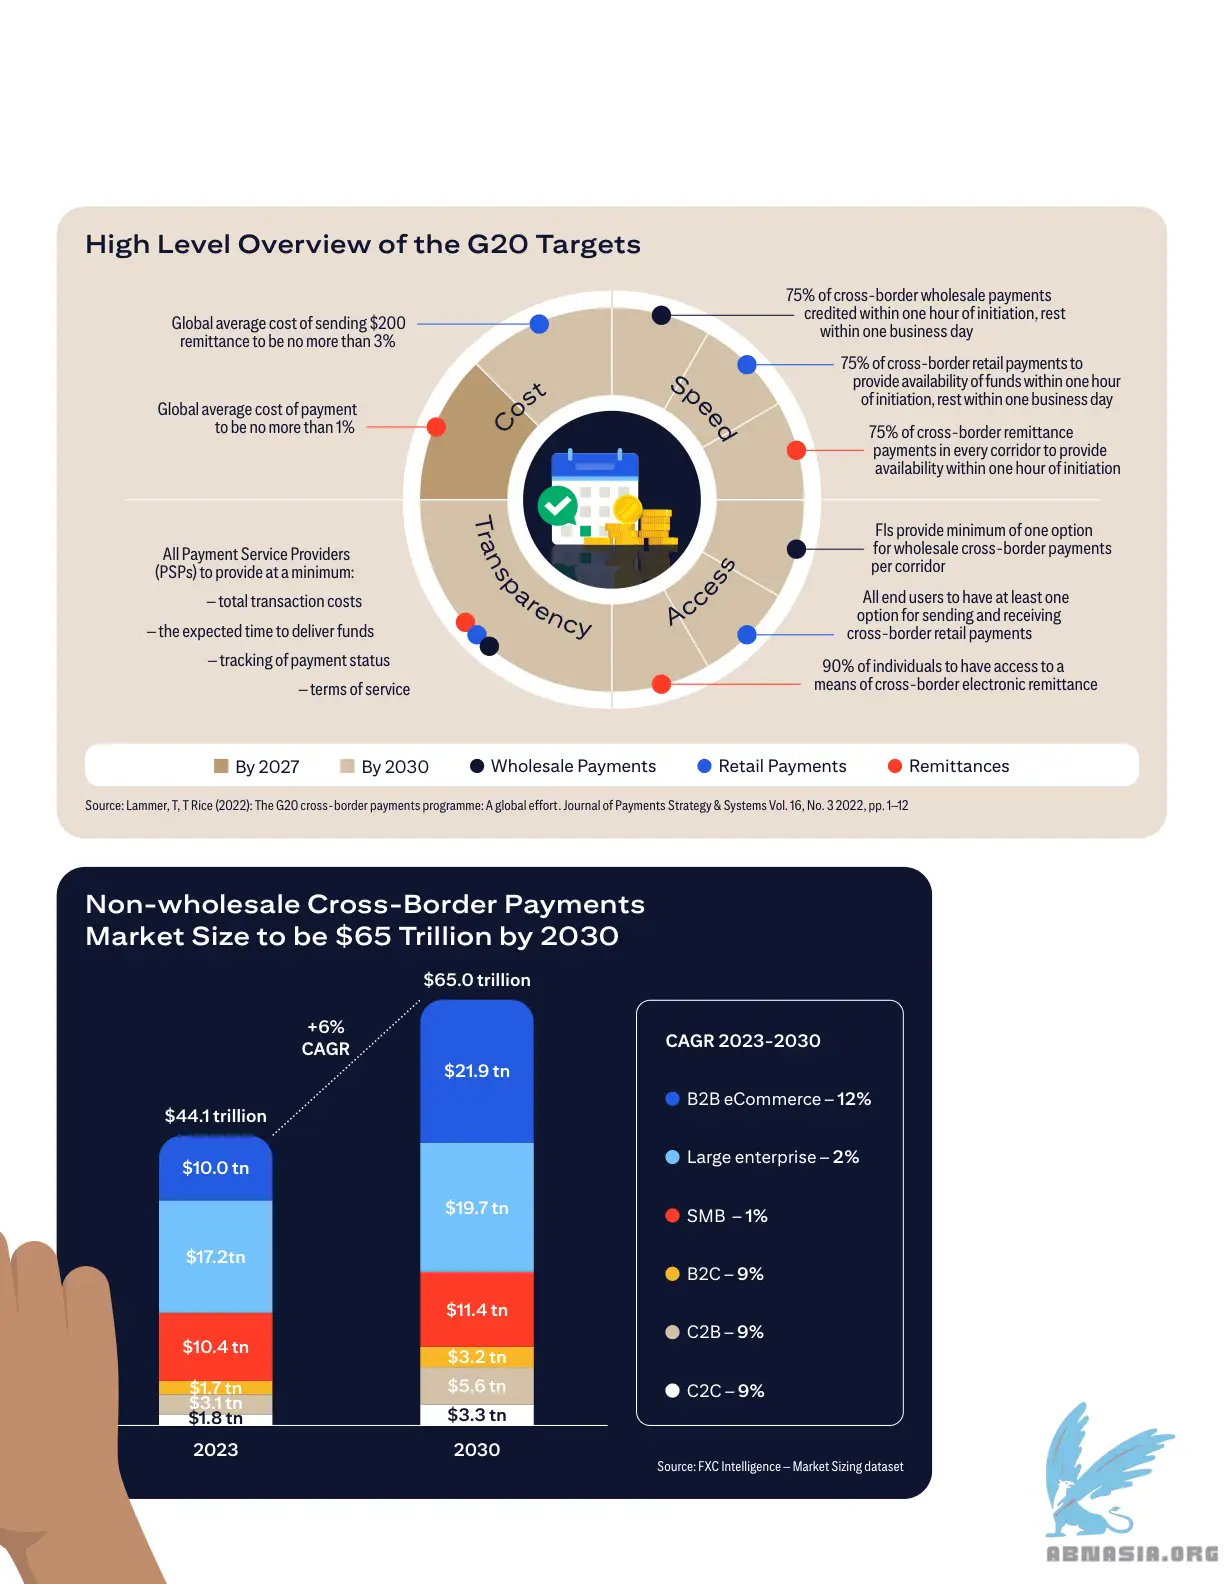 High Level Overview of the G20 Targets
Global average cost of sending $200
remittance to be no more than 3%
Global average cost of payment
to be no more than 1%
75% of cross-border wholesale payments
credited within one hour of initiation, rest
within one business day
75% of cross-border retail payments to
provide availability of funds within one hour
of initiation, rest within one business day
75% of cross-border remittance
payments in every corridor to provide
availability within one hour of initiation
Cost
Speed
Transparency
Access
All Payment Service Providers
(PSPs) to provide at a minimum:
– total transaction costs
– the expected time to deliver funds
– tracking of payment status
– terms of service
FIs provide minimum of one option
for wholesale cross-border payments
per corridor
All end users to have at least one
option for sending and receiving
cross-border retail payments
90% of individuals to have access to a
means of cross-border electronic remittance
By 2027
By 2030
Wholesale Payments
Retail Payments
Remittances
Source: Lammer, T, T Rice (2022): The G20 cross-border payments programme: A global effort. Journal of Payments Strategy & Systems Vol. 16, No. 3 2022, pp. 1–12
Non-wholesale Cross-Border Payments
Market Size to be $65 Trillion by 2030
$44.1 trillion
$10.0 tn
$17.2tn
$10.4 tn
$1.7 tn
$3.1 tn
$1.8 tn
2023
+6%
CAGR
$65.0 trillion
$21.9 tn
$19.7 tn
$11.4 tn
$3.2 tn
$5.6 tn
$3.3 tn
2030
CAGR 2023-2030
B2B eCommerce – 12%
Large enterprise – 2%
SMB – 1%
B2C – 9%
C2B – 9%
C2C – 9%
Source: FXC Intelligence – Market Sizing dataset
ABNASIA.ORG